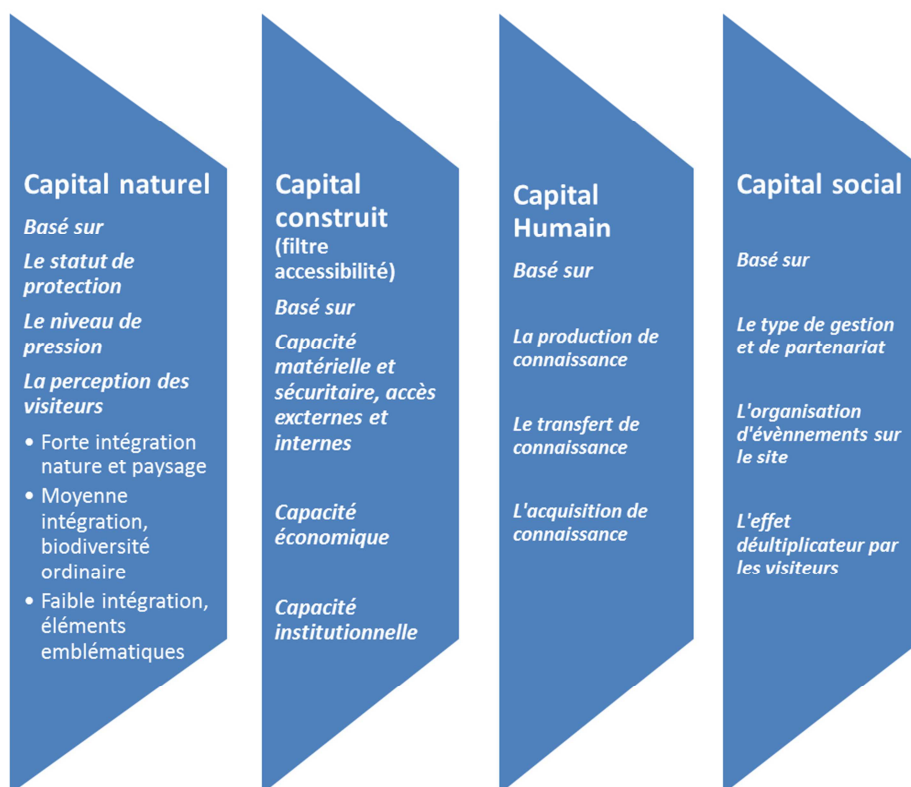 Capital naturel
Basé sur
Le statut de
protection
Le niveau de
pression
La perception des
visiteurs
• Forte intégration
nature et paysage
• Moyenne
intégration,
biodiversité
ordinaire
• Faible intégration,
éléments
emblématiques
Capital
construit
(filtre
accessibilité)
Basé sur
Capacité
matérielle et
sécuritaire, accès
excternes et
internes
Capacité
économique
Capacité
institutionnelle
Capital
Humain
Basé sur
La production de
connaissance
Le transfert de
connaissance
L'acquisition de
connaissance
Capital social
Basé sur
Le type de gestion
et de partenariat
L'organisation
d'évènnements sur
le site
L'effet
déultiplicateur par
les visiteurs